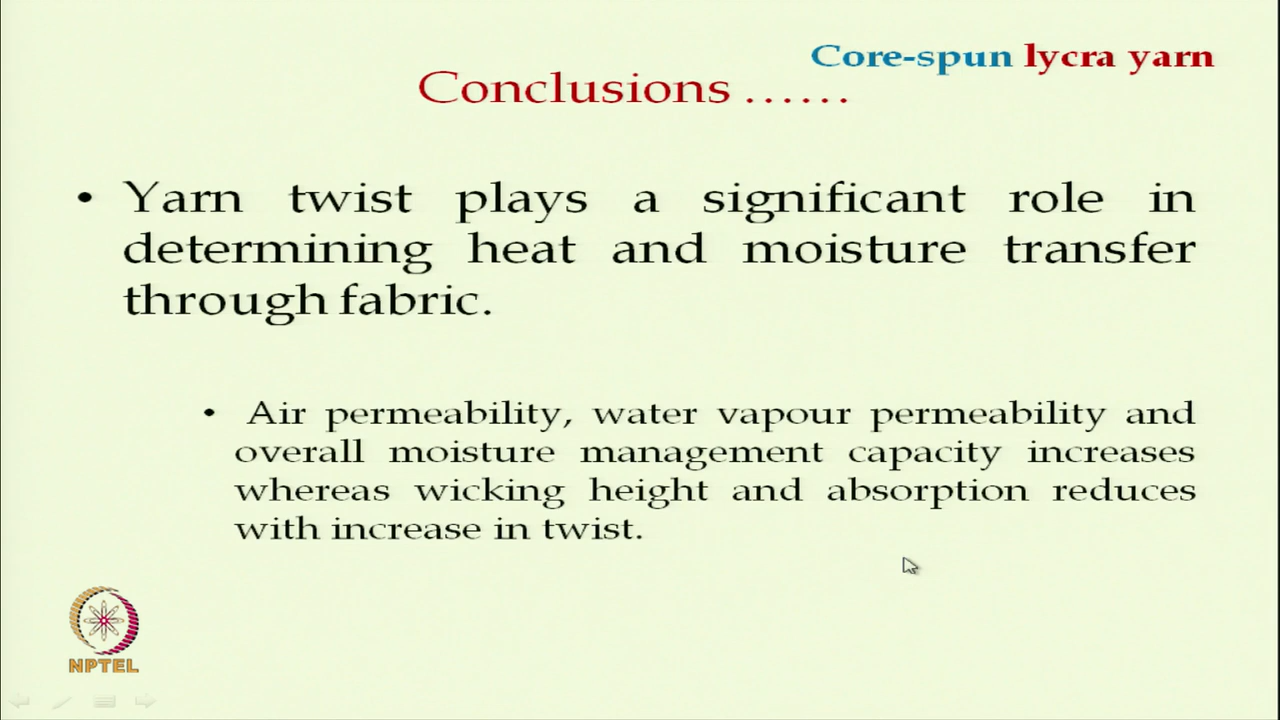 Core-spun lycra yarn
Conclusions ......
• Yarn twist plays a significant role in
determining heat and moisture transfer
through fabric.
• Air permeability, water vapour permeability and
overall moisture management capacity increases
whereas wicking height and absorption reduces
with increase in twist.
NPTEL